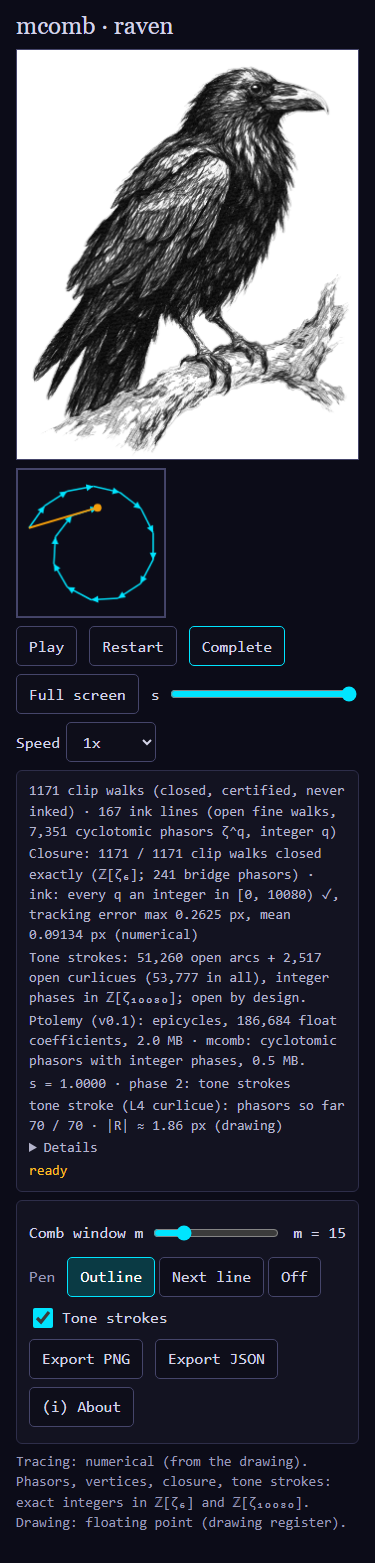 mcomb · raven
Play
Restart
Complete
Full screen
s
Speed
1x
1171 clip walks (closed, certified, never
inked) · 167 ink lines (open fine walks,
7,351 cyclotomic phasors ζ^q, integer q)
Closure: 1171 / 1171 clip walks closed
exactly (ℤ[ζ₆]; 241 bridge phasors) ·
ink: every q an integer in [0, 10080) ✓,
tracking error max 0.2625 px, mean
0.09134 px (numerical)
Tone strokes: 51,260 open arcs + 2,517
open curlicues (53,777 in all), integer
phases in ℤ[ζ₁₀₀₈₀]; open by design.
Ptolemy (v0.1): epicycles, 186,684 float
coefficients, 2.0 MB · mcomb: cyclotomic
phasors with integer phases, 0.5 MB.
s = 1.0000 · phase 2: tone strokes
tone stroke (L4 curlicue): phasors so far
70 / 70 · |R| ≈ 1.86 px (drawing)
▶ Details
ready
Comb window m
m = 15
Pen
Outline
Next line
Off
Tone strokes
Export PNG
Export JSON
(i) About
Tracing: numerical (from the drawing).
Phasors, vertices, closure, tone strokes:
exact integers in ℤ[ζ₆] and ℤ[ζ₁₀₀₈₀].
Drawing: floating point (drawing register).